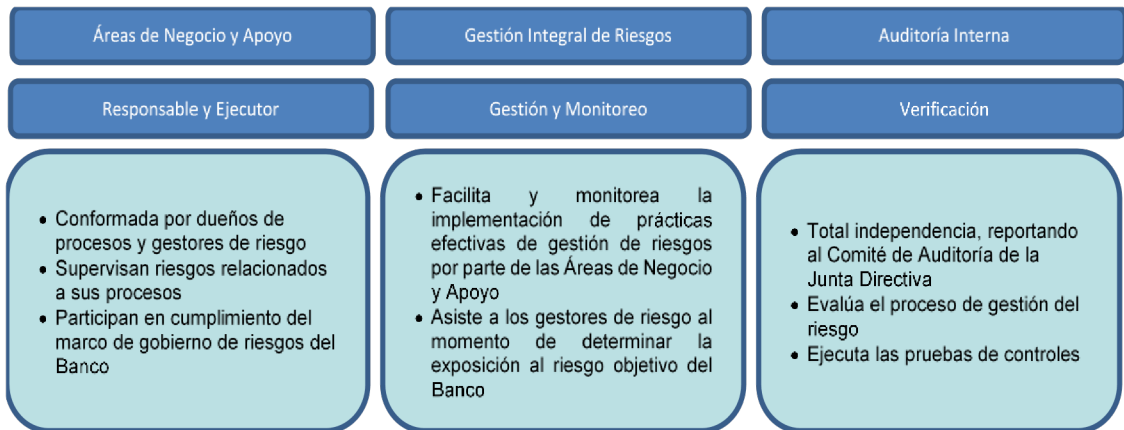 Áreas de Negocio y Apoyo
Gestión Integral de Riesgos
Auditoría Interna
Responsable y Ejecutor
Gestión y Monitoreo
Verificación
• Conformada por dueños de
procesos y gestores de riesgo
• Supervisan riesgos relacionados
a sus procesos
• Participan en cumplimiento del
marco de gobierno de riesgos del
Banco
• Facilita y monitorea la
implementación de prácticas
efectivas de gestión de riesgos
por parte de las Áreas de Negocio
y Apoyo
• Asiste a los gestores de riesgo al
momento de determinar la
exposición al riesgo objetivo del
Banco
• Total independencia, reportando
al Comité de Auditoría de la
Junta Directiva
• Evalúa el proceso de gestión del
riesgo
• Ejecuta las pruebas de controles